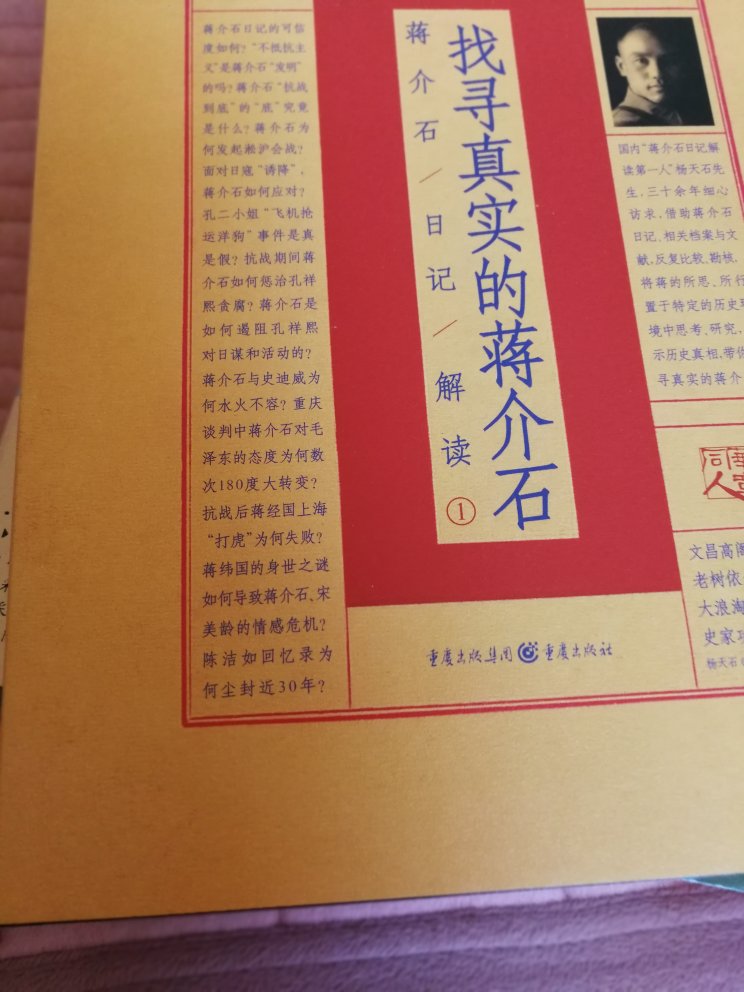 蒋介石日记的可信
度如何？“不抵抗主
义”是蒋介石“发明”
的吗？蒋介石“抗战
到底”的“底”究竟
是什么？蒋介石为
何发起淞沪会战？
面对日寇“诱降”，
蒋介石如何应对？
孔二小姐“飞机抢
运洋狗”事件是真
是假？抗战期间蒋
介石如何惩治孔祥
熙贪腐？蒋介石是
如何遏阻孔祥熙
对日谋和活动的？
蒋介石与史迪威为
何水火不容？重庆
谈判中蒋介石对毛
泽东的态度为何数
次180度大转变？
抗战后蒋经国上海
“打虎”为何失败？
蒋纬国的身世之谜
如何导致蒋介石、宋
美龄的情感危机？
陈洁如回忆录为
何尘封近30年？
找寻真实的蒋介石
蒋介石/日记/解读
①
重庆出版集团 重庆出版社
国内“蒋介石日记解
读第一人”杨天石先
生，三十余年细心
访求，借助蒋介石
日记、相关档案与文
献，反复比较、勘核，
将蒋的所思、所行
置于特定的历史
境中思考、研究，
示历史真相，带你
寻真实的蒋介
同
人
文昌高阁
老树依
大浪淘
史家
杨天石